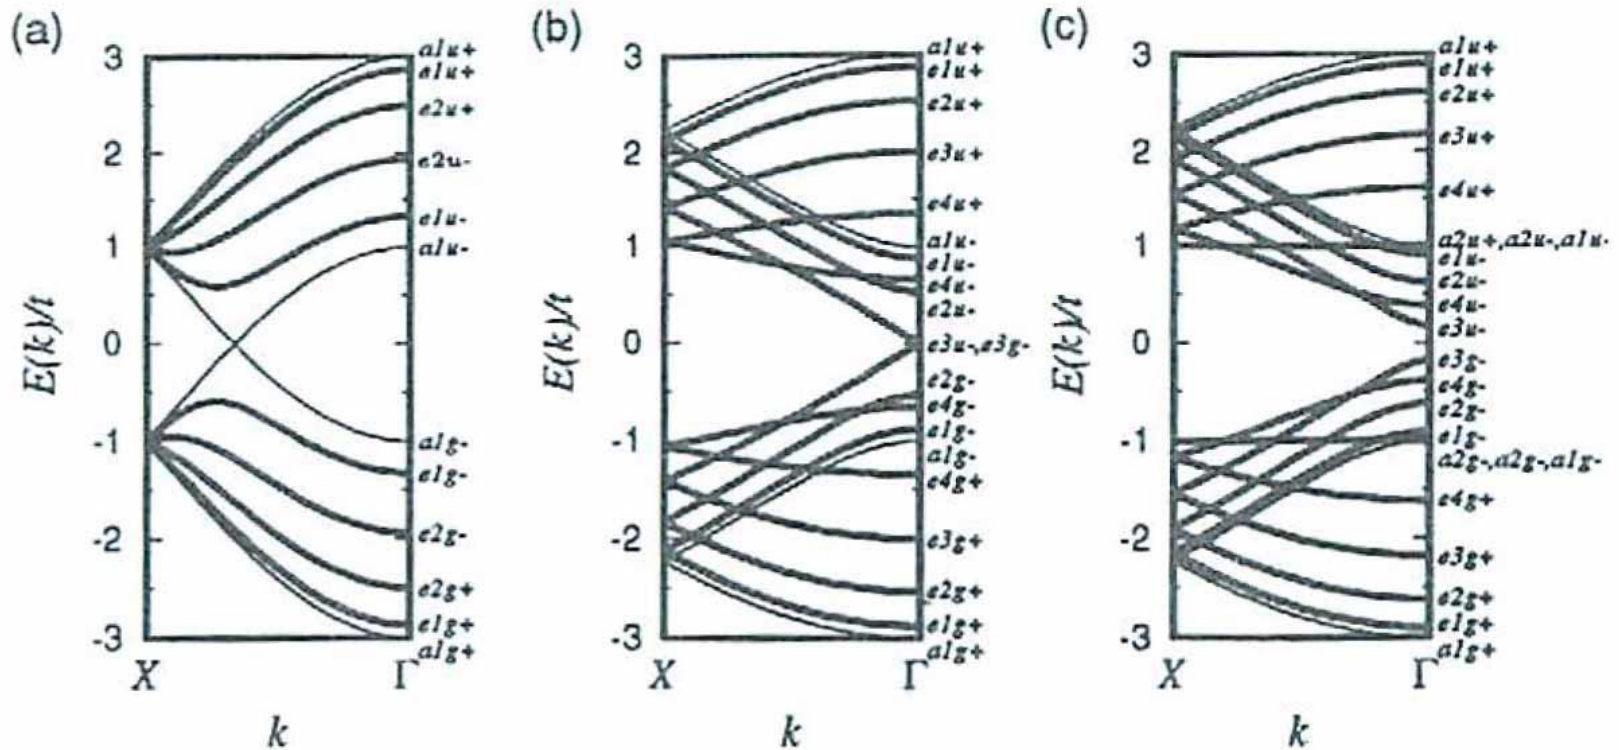 (a)
3
2
1
0
-1
-2
-3
E(k)/t
X
Γ
k
a1u+
e1u+
e2u+
e2u-
e1u-
a1u-
a1g-
e1g-
e2g-
e2g+
e1g+
a1g+
(b)
3
2
1
0
-1
-2
-3
E(k)/t
X
Γ
k
a1u+
e1u+
e2u+
e3u+
e4u+
a1u-
e1u-
e4u-
e2u-
e3u-,e3g-
e2g-
e4g-
e1g-
a1g-
e4g+
e3g+
e2g+
e1g+
a1g+
(c)
3
2
1
0
-1
-2
-3
E(k)/t
X
Γ
k
a1u+
e1u+
e2u+
e3u+
e4u+
a2u+,a2u-,a1u-
e1u-
e2u-
e4u-
e3u-
e3g-
e4g-
e2g-
e1g-
a2g-,a2g-,a1g-
e4g+
e3g+
e2g+
e1g+
a1g+